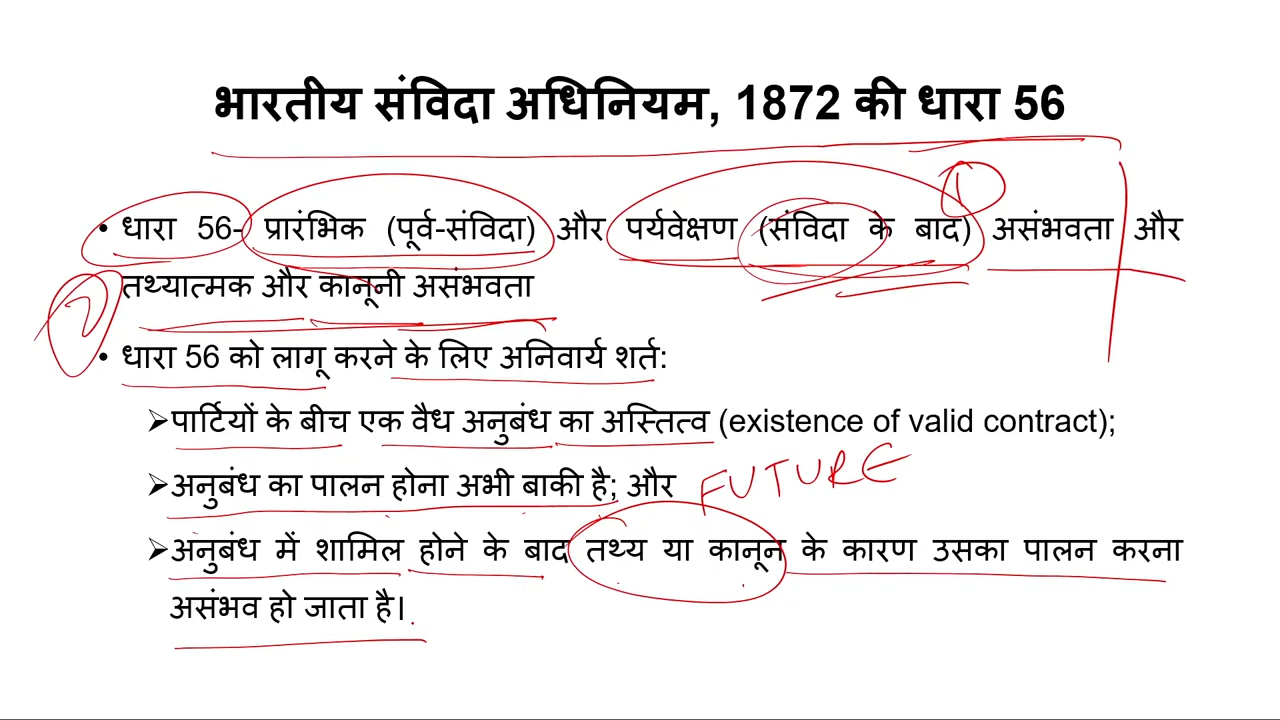 भारतीय संविदा अधिनियम, 1872 की धारा 56
• धारा 56- प्रारंभिक (पूर्व-संविदा) और पर्यवेक्षण (संविदा के बाद) असंभवता और
तथ्यात्मक और कानूनी असंभवता
• धारा 56 को लागू करने के लिए अनिवार्य शर्त:
➢पार्टियों के बीच एक वैध अनुबंध का अस्तित्व (existence of valid contract);
➢अनुबंध का पालन होना अभी बाकी है; और
FUTURE
➢अनुबंध में शामिल होने के बाद तथ्य या कानून के कारण उसका पालन करना
असंभव हो जाता है।